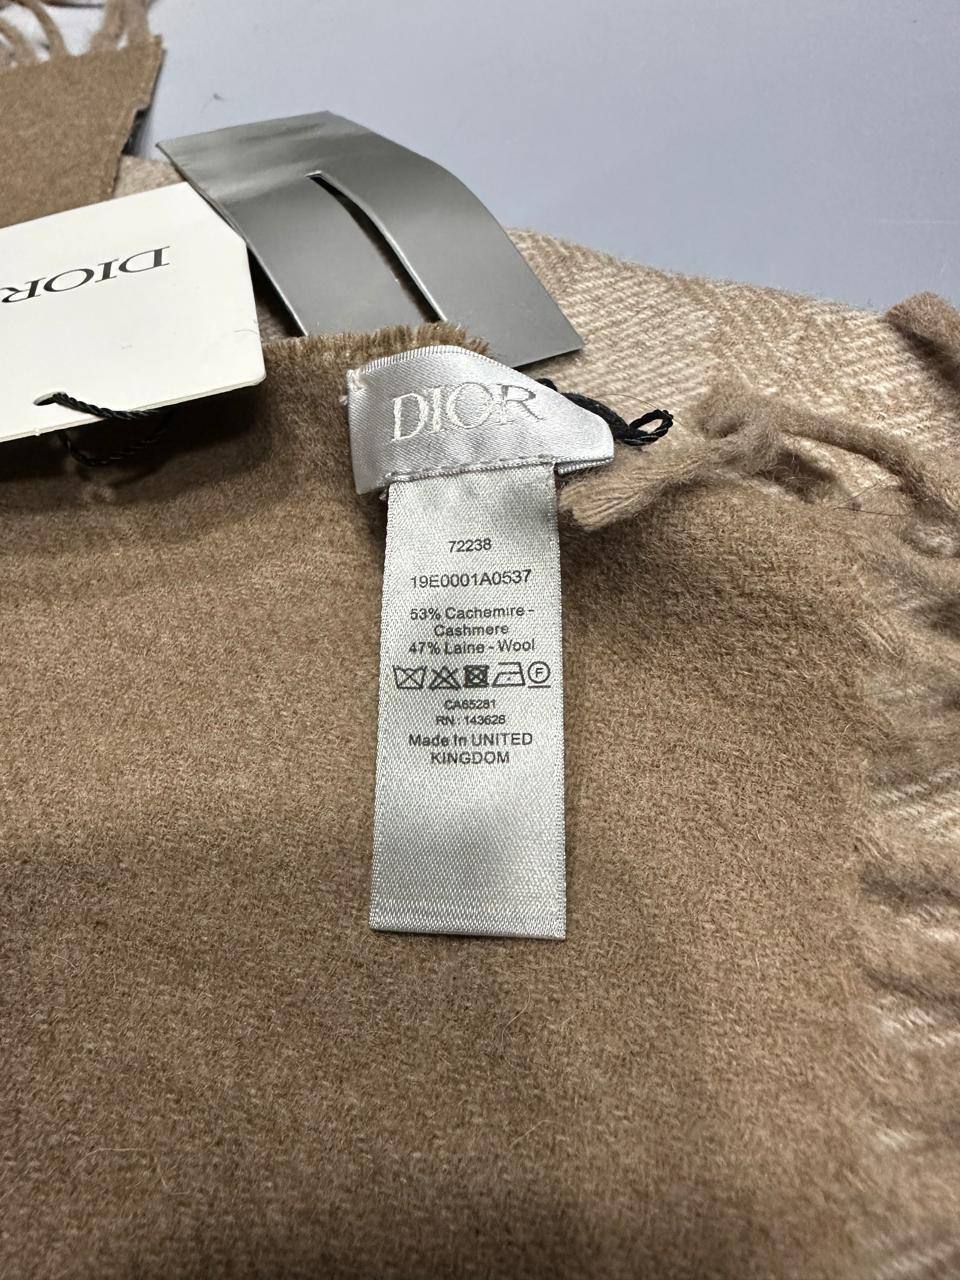 DIOR
DIOR
72238
19E0001A0537
53% Cachemire -
Cashmere
47% Laine - Wool
F
CA65281
RN : 143628
Made In UNITED
KINGDOM